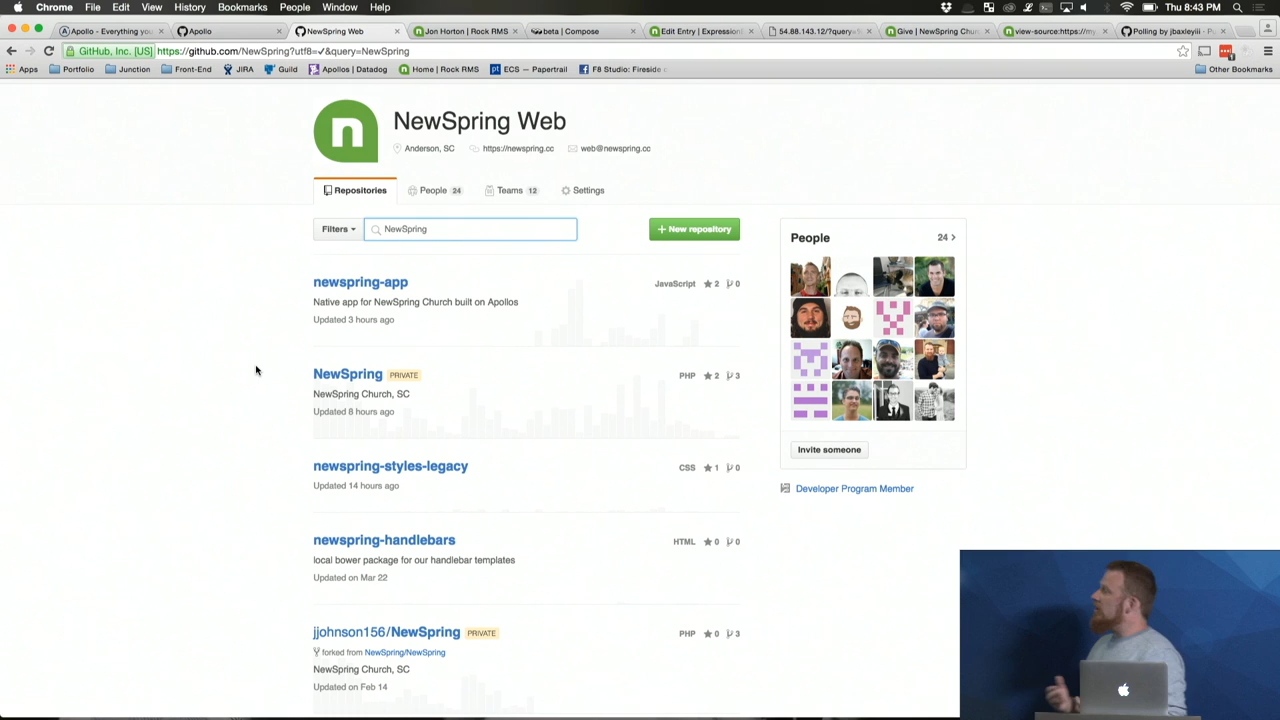 Chrome File Edit View History Bookmarks People Window Help
Thu 8:43 PM
Apollo - Everything you
Apollo
NewSpring Web
Jon Horton | Rock RMS
beta | Compose
Edit Entry | Expression
54.88.143.12/?query=
Give | NewSpring Chur
view-source:https://my
Polling by jbaxleyiii · P
GitHub, Inc. [US] https://github.com/NewSpring?utf8=✓&query=NewSpring
Apps Portfolio Junction Front-End JIRA Guild Apollos | Datadog Home | Rock RMS ECS — Papertrail F8 Studio: Fireside c Other Bookmarks
n
NewSpring Web
Anderson, SC https://newspring.cc web@newspring.cc
Repositories People 24 Teams 12 Settings
Filters NewSpring
New repository
newspring-app
JavaScript 2 0
Native app for NewSpring Church built on Apollos
Updated 3 hours ago
NewSpring PRIVATE
PHP 2 3
NewSpring Church, SC
Updated 8 hours ago
newspring-styles-legacy
CSS 1 0
Updated 14 hours ago
newspring-handlebars
HTML 0 0
local bower package for our handlebar templates
Updated on Mar 22
jjohnson156/NewSpring PRIVATE
PHP 0 3
forked from NewSpring/NewSpring
NewSpring Church, SC
Updated on Feb 14
People 24
Invite someone
Developer Program Member